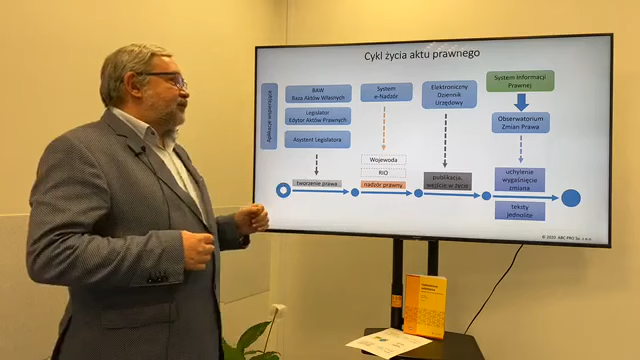 Cykl życia aktu prawnego
Aplikacje wspierające
BAW
Baza Aktów Własnych
Legislator
Edytor Aktów Prawnych
Asystent Legislatora
System
e-Nadzór
Elektroniczny
Dziennik
Urzędowy
System Informacji
Prawnej
Obserwatorium
Zmian Prawa
Wojewoda
RIO
tworzenie prawa
nadzór prawny
publikacja,
wejście w życie
uchylenie
wygaśnięcie
zmiana
teksty
jednolite
© 2020 ABC PRO Sp. z o.o.